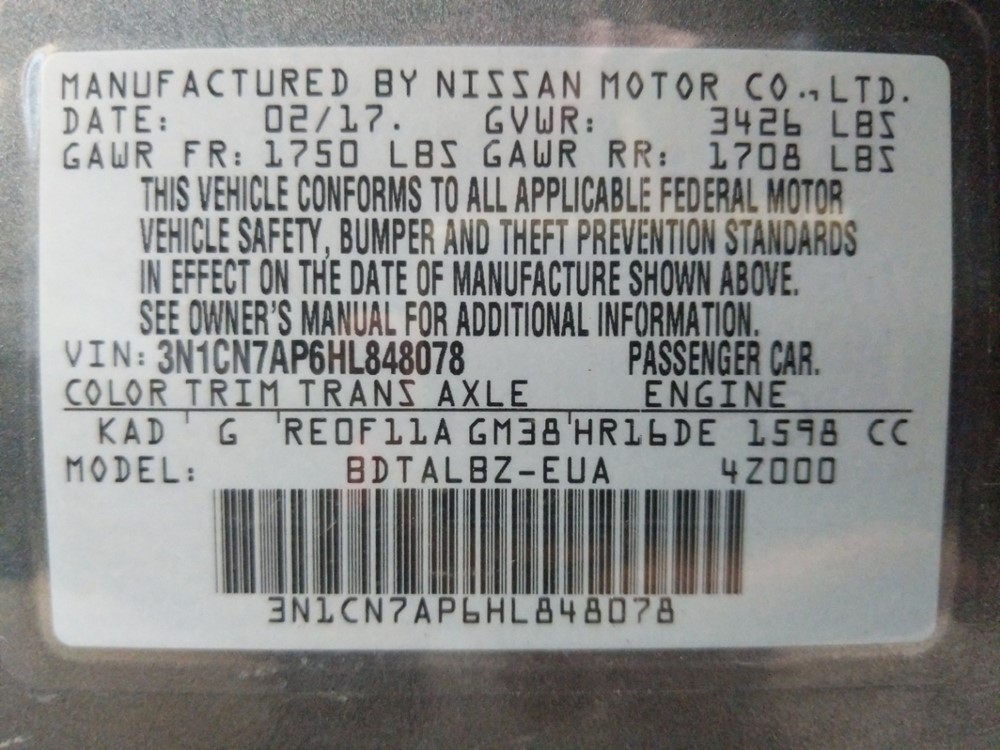 MANUFACTURED BY NISSAN MOTOR CO.,LTD.
DATE: 02/17. GVWR: 3426 LBS
GAWR FR: 1750 LBS GAWR RR: 1708 LBS
THIS VEHICLE CONFORMS TO ALL APPLICABLE FEDERAL MOTOR
VEHICLE SAFETY, BUMPER AND THEFT PREVENTION STANDARDS
IN EFFECT ON THE DATE OF MANUFACTURE SHOWN ABOVE.
SEE OWNER'S MANUAL FOR ADDITIONAL INFORMATION.
VIN: 3N1CN7AP6HL848078 PASSENGER CAR.
COLOR TRIM TRANS AXLE ENGINE
KAD G RE0F11A GM38 HR16DE 1598 CC
MODEL: BDTALBZ-EUA 4Z000
3N1CN7AP6HL848078